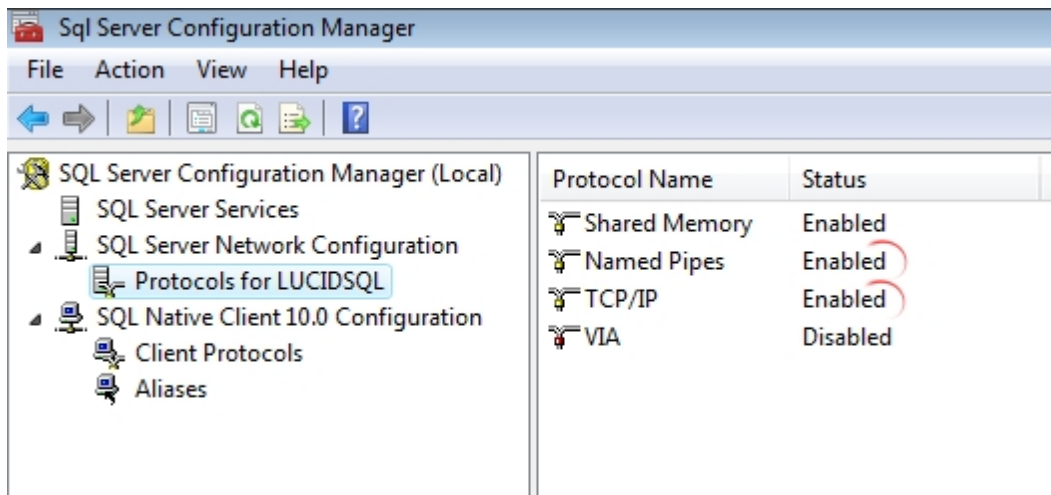 Sql Server Configuration Manager
File Action View Help
SQL Server Configuration Manager (Local)
SQL Server Services
SQL Server Network Configuration
Protocols for LUCIDSQL
SQL Native Client 10.0 Configuration
Client Protocols
Aliases
Protocol Name Status
Shared Memory Enabled
Named Pipes Enabled
TCP/IP Enabled
VIA Disabled